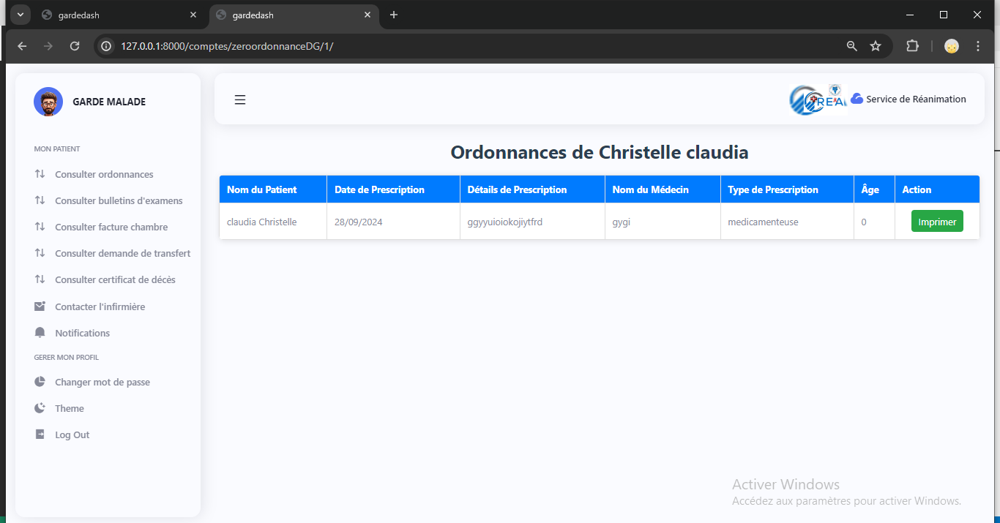 gardedash
gardedash
127.0.0.1:8000/comptes/zeroordonnanceDG/1/
GARDE MALADE
MON PATIENT
Consulter ordonnances
Consulter bulletins d'examens
Consulter facture chambre
Consulter demande de transfert
Consulter certificat de décès
Contacter l'infirmière
Notifications
GERER MON PROFIL
Changer mot de passe
Theme
Log Out
REA
Service de Réanimation
Ordonnances de Christelle claudia
Nom du Patient Date de Prescription Détails de Prescription Nom du Médecin Type de Prescription Âge Action
claudia Christelle 28/09/2024 ggyyuioiokojiytfrd gygi medicamenteuse 0 Imprimer
Activer Windows
Accédez aux paramètres pour activer Windows.